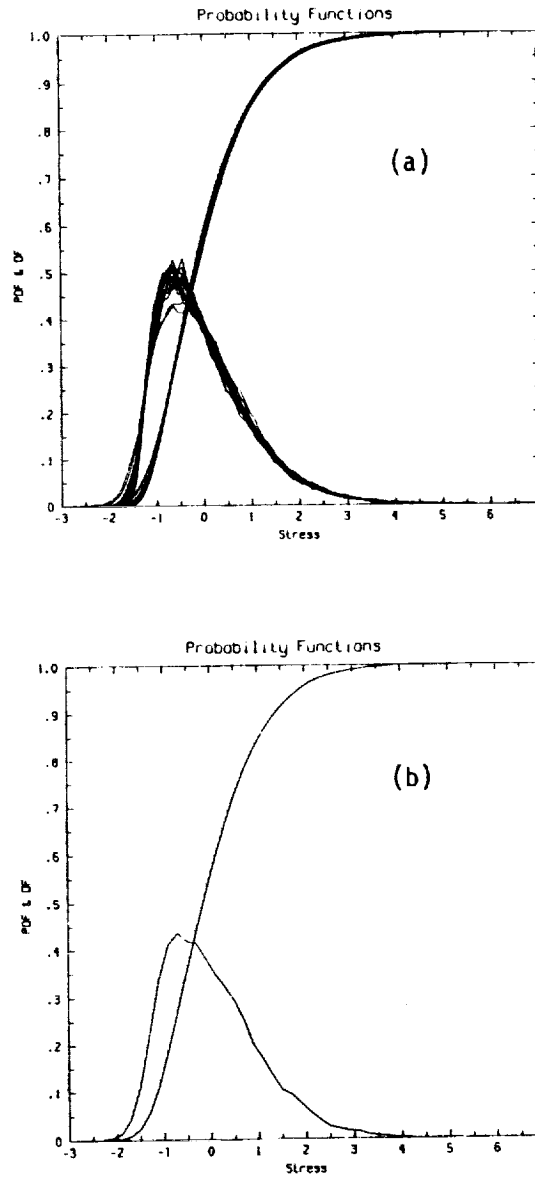 Probability Functions
1.0
.9
.8
(a)
.7
.6
PDF & DF
.5
.4
.3
.2
.1
0
-3 -2 -1 0 1 2 3 4 5 6
Stress
Probability Functions
1.0
.9
.8
(b)
.7
.6
PDF & DF
.5
.4
.3
.2
.1
0
-3 -2 -1 0 1 2 3 4 5 6
Stress